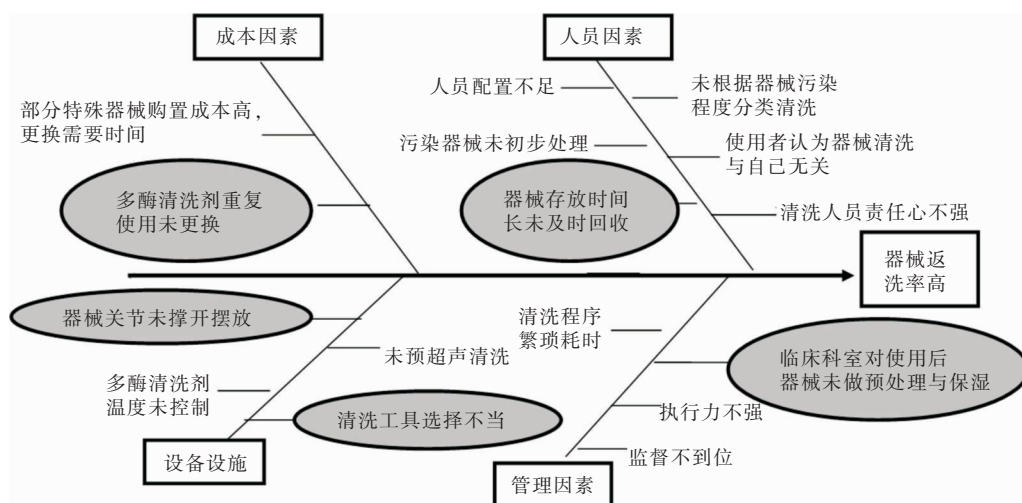 成本因素
人员因素
部分特殊器械购置成本高,
更换需要时间
人员配置不足
未根据器械污染
程度分类清洗
污染器械未初步处理
使用者认为器械清洗
与自己无关
多酶清洗剂重复
使用未更换
器械存放时间
长未及时回收
清洗人员责任心不强
器械返
洗率高
器械关节未撑开摆放
清洗程序
繁琐耗时
未预超声清洗
临床科室对使用后
器械未做预处理与保湿
多酶清洗剂
温度未控制
清洗工具选择不当
执行力不强
设备设施
监督不到位
管理因素